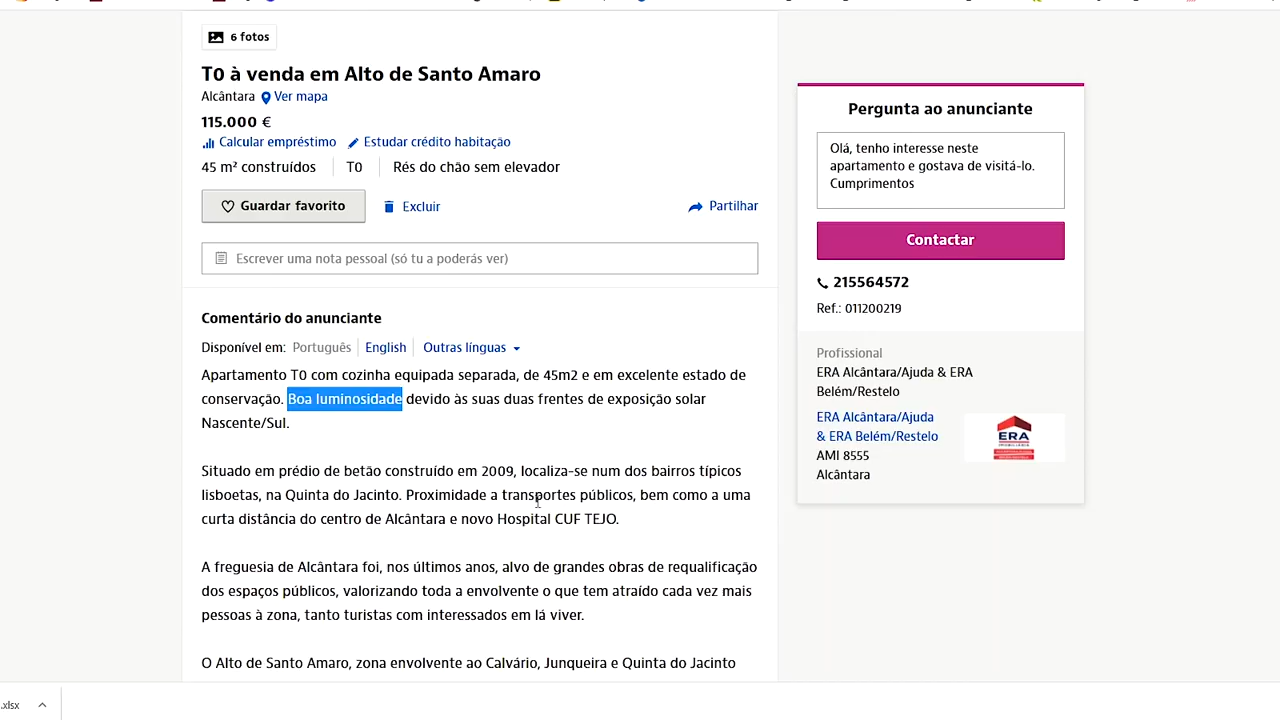 6 fotos
T0 à venda em Alto de Santo Amaro
Alcântara Ver mapa
115.000 €
Calcular empréstimo Estudar crédito habitação
45 m² construídos T0 Rés do chão sem elevador
Guardar favorito Excluir Partilhar
Escrever uma nota pessoal (só tu a poderás ver)
Comentário do anunciante
Disponível em: Português English Outras línguas
Apartamento T0 com cozinha equipada separada, de 45m2 e em excelente estado de
conservação. Boa luminosidade devido às suas duas frentes de exposição solar
Nascente/Sul.
Situado em prédio de betão construído em 2009, localiza-se num dos bairros típicos
lisboetas, na Quinta do Jacinto. Proximidade a transportes públicos, bem como a uma
curta distância do centro de Alcântara e novo Hospital CUF TEJO.
A freguesia de Alcântara foi, nos últimos anos, alvo de grandes obras de requalificação
dos espaços públicos, valorizando toda a envolvente o que tem atraído cada vez mais
pessoas à zona, tanto turistas com interessados em lá viver.
O Alto de Santo Amaro, zona envolvente ao Calvário, Junqueira e Quinta do Jacinto
Pergunta ao anunciante
Olá, tenho interesse neste
apartamento e gostava de visitá-lo.
Cumprimentos
Contactar
215564572
Ref.: 011200219
Profissional
ERA Alcântara/Ajuda & ERA
Belém/Restelo
ERA Alcântara/Ajuda
& ERA Belém/Restelo
AMI 8555
Alcântara
ERA
.xlsx